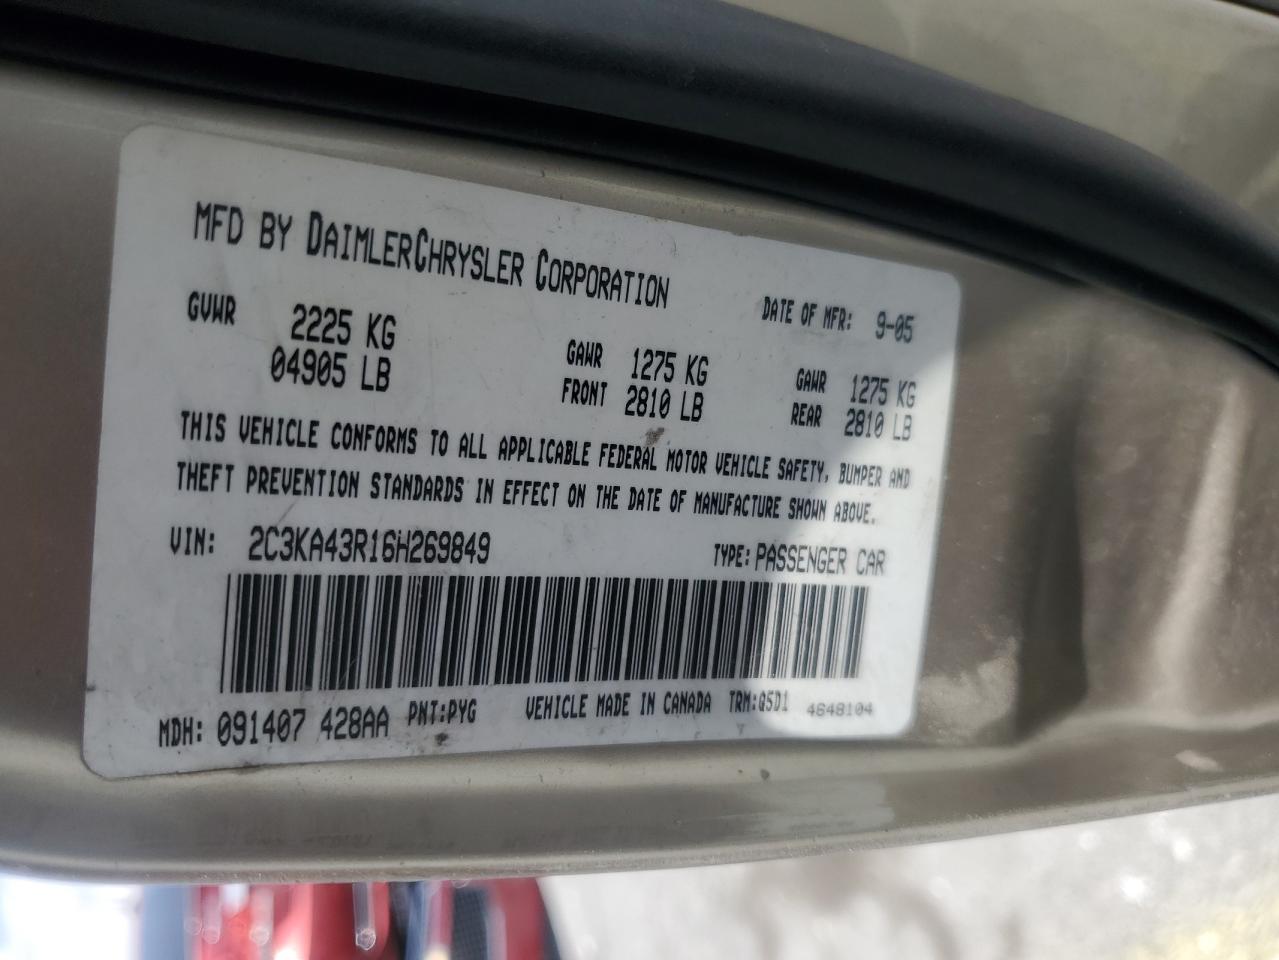 MFD BY DAIMLERCHRYSLER CORPORATION
DATE OF MFR: 9-05
GVWR 2225 KG
04905 LB
GAWR 1275 KG
FRONT 2810 LB
GAWR 1275 KG
REAR 2810 LB
THIS VEHICLE CONFORMS TO ALL APPLICABLE FEDERAL MOTOR VEHICLE SAFETY, BUMPER AND
THEFT PREVENTION STANDARDS IN EFFECT ON THE DATE OF MANUFACTURE SHOWN ABOVE.
VIN: 2C3KA43R16H269849 TYPE: PASSENGER CAR
MDH: 091407 428AA PNT:PYG VEHICLE MADE IN CANADA TRM:Q5D1 4648104